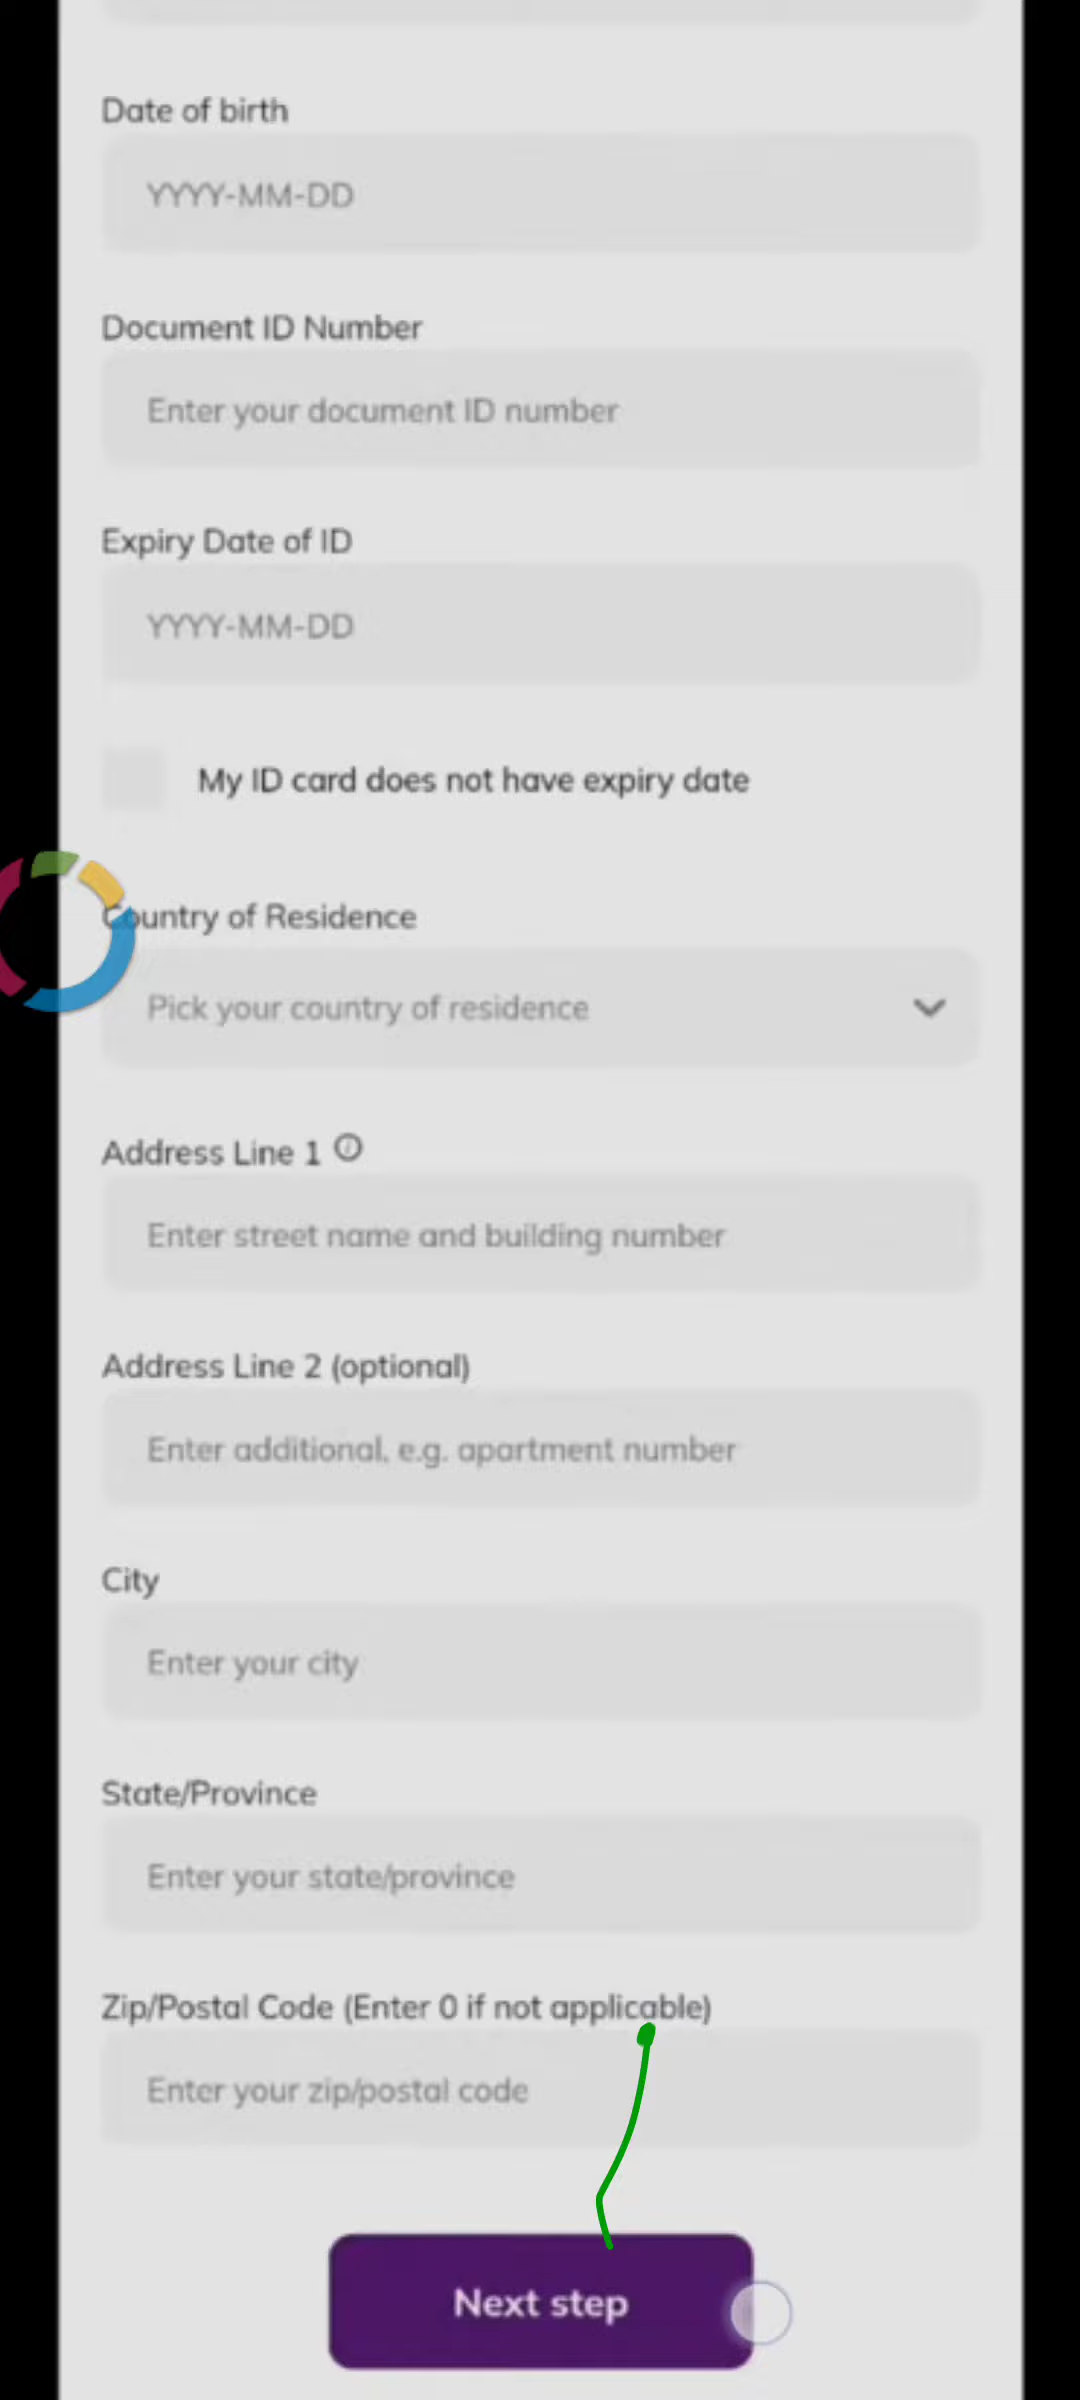 Date of birth
YYYY-MM-DD
Document ID Number
Enter your document ID number
Expiry Date of ID
YYYY-MM-DD
My ID card does not have expiry date
Country of Residence
Pick your country of residence
Address Line 1
Enter street name and building number
Address Line 2 (optional)
Enter additional, e.g. apartment number
City
Enter your city
State/Province
Enter your state/province
Zip/Postal Code (Enter 0 if not applicable)
Enter your zip/postal code
Next step